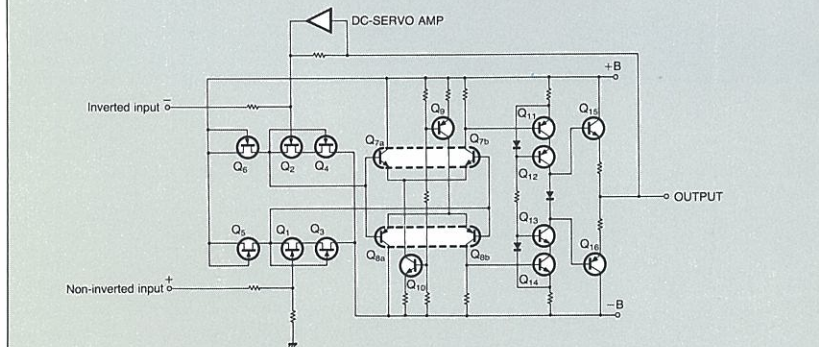 DC-SERVO AMP
+B
Inverted input −
Q9
Q11
Q15
Q7a
Q7b
Q6
Q2
Q4
Q12
OUTPUT
Q5
Q1
Q3
Q13
Q16
Q8a
Q8b
Q10
Q14
Non-inverted input +
−B